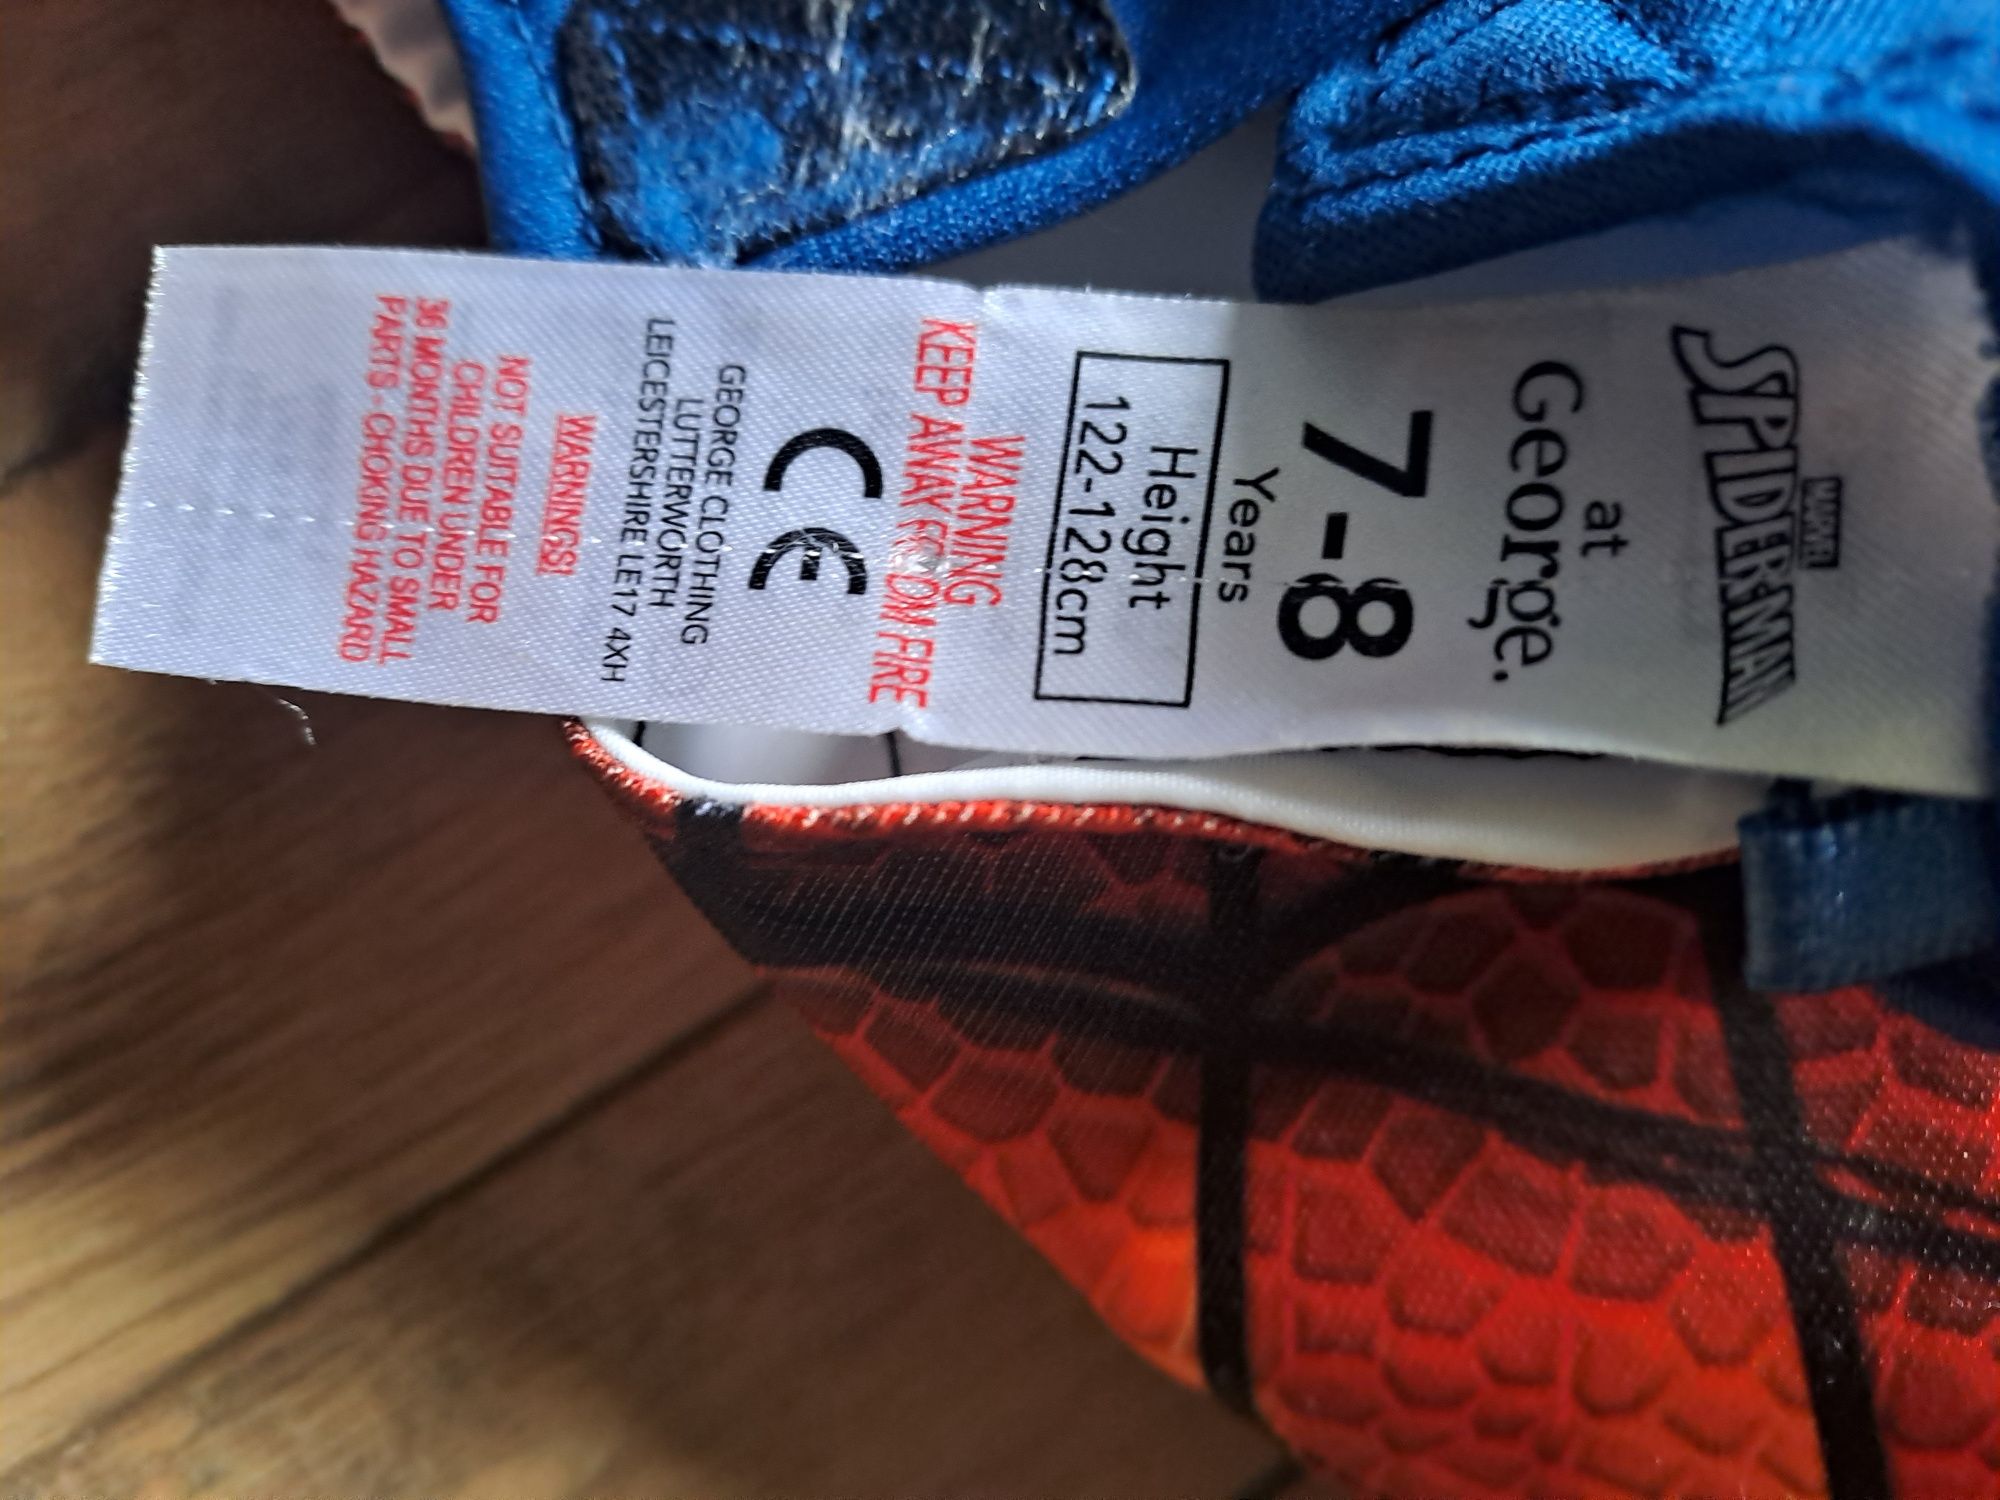 MARVEL
SPIDER-MAN
at
George.
7-8
Years
Height
122-128cm
WARNING
KEEP AWAY FROM FIRE
CE
GEORGE CLOTHING
LUTTERWORTH
LEICESTERSHIRE LE17 4XH
WARNINGS!
NOT SUITABLE FOR
CHILDREN UNDER
36 MONTHS DUE TO SMALL
PARTS - CHOKING HAZARD